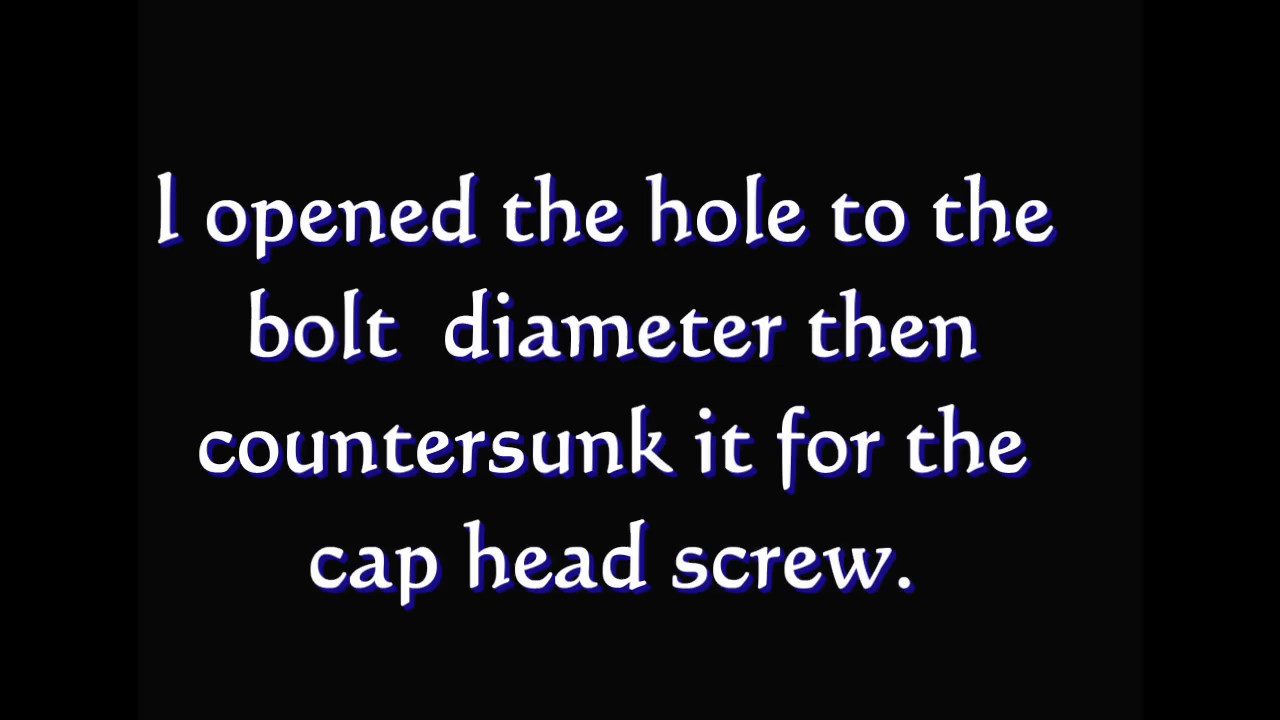 I opened the hole to the
bolt  diameter then
countersunk it for the
cap head screw.